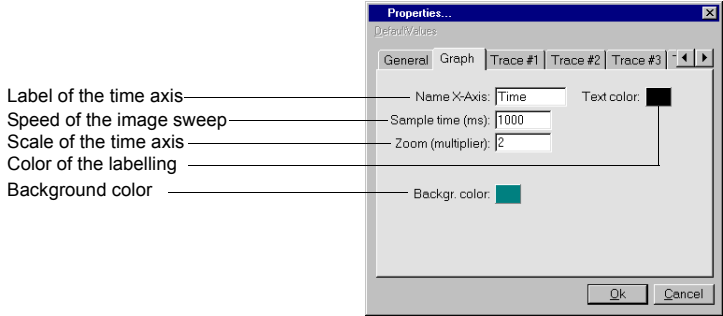 Properties...
DefaultValues
General Graph Trace #1 Trace #2 Trace #3
Label of the time axis Name X-Axis: Time Text color:
Speed of the image sweep Sample time (ms): 1000
Scale of the time axis Zoom (multiplier): 2
Color of the labelling
Background color Backgr. color:
Ok Cancel